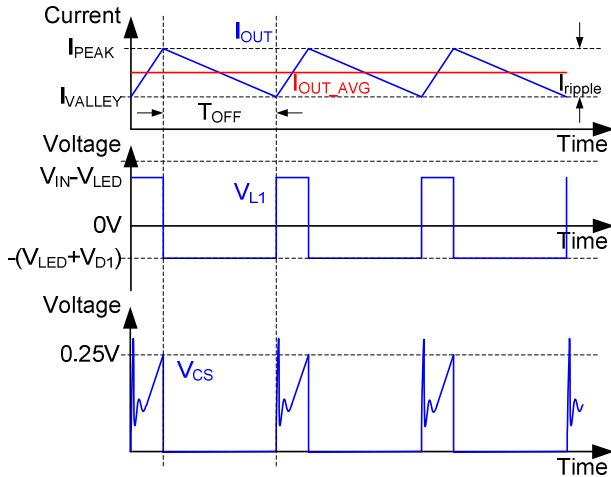 Current
IPEAK
IOUT
IVALLEY
IOUT_AVG
Iripple
TOFF
Time
Voltage
VIN−VLED
VL1
0V
Time
-(VLED+VD1)
Voltage
0.25V
VCS
Time